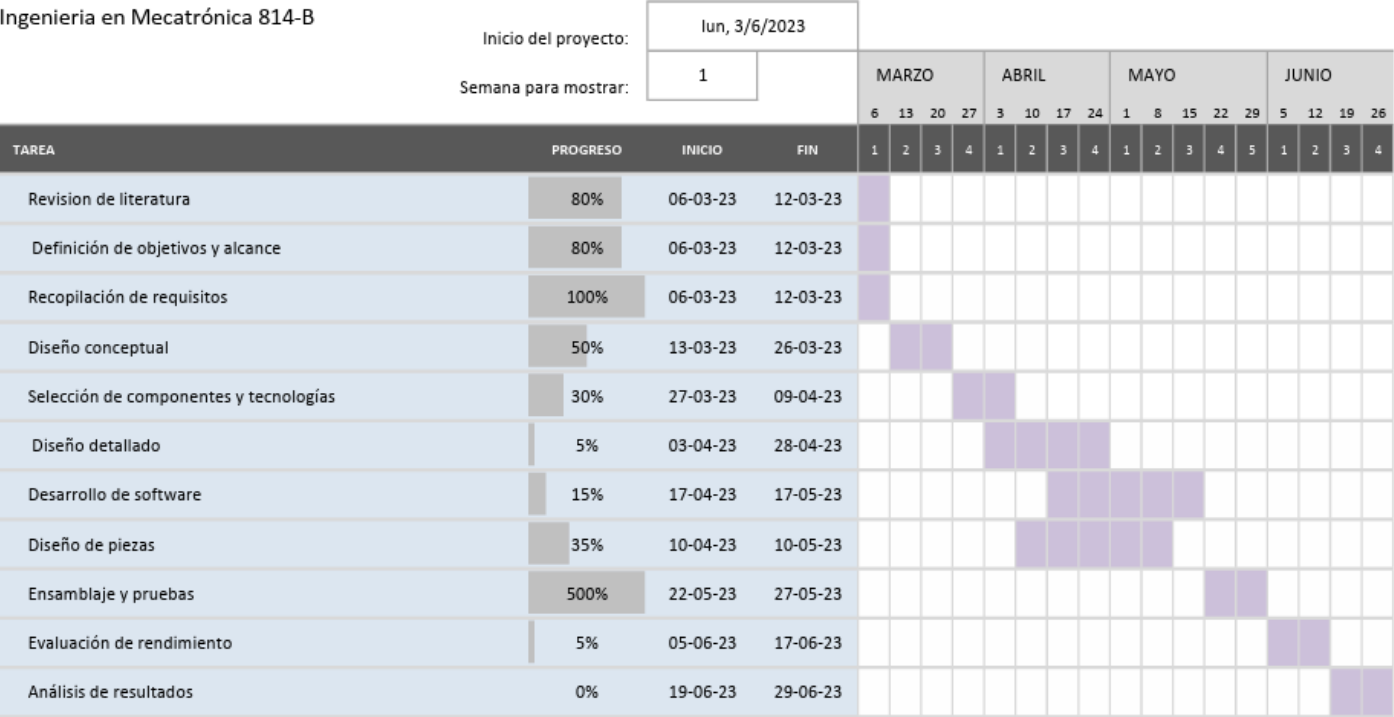 Ingenieria en Mecatrónica 814-B
Inicio del proyecto: lun, 3/6/2023
Semana para mostrar: 1
MARZO ABRIL MAYO JUNIO
6 13 20 27 3 10 17 24 1 8 15 22 29 5 12 19 26
TAREA PROGRESO INICIO FIN 1 2 3 4 1 2 3 4 1 2 3 4 5 1 2 3 4
Revision de literatura 80% 06-03-23 12-03-23
Definición de objetivos y alcance 80% 06-03-23 12-03-23
Recopilación de requisitos 100% 06-03-23 12-03-23
Diseño conceptual 50% 13-03-23 26-03-23
Selección de componentes y tecnologías 30% 27-03-23 09-04-23
Diseño detallado 5% 03-04-23 28-04-23
Desarrollo de software 15% 17-04-23 17-05-23
Diseño de piezas 35% 10-04-23 10-05-23
Ensamblaje y pruebas 500% 22-05-23 27-05-23
Evaluación de rendimiento 5% 05-06-23 17-06-23
Análisis de resultados 0% 19-06-23 29-06-23